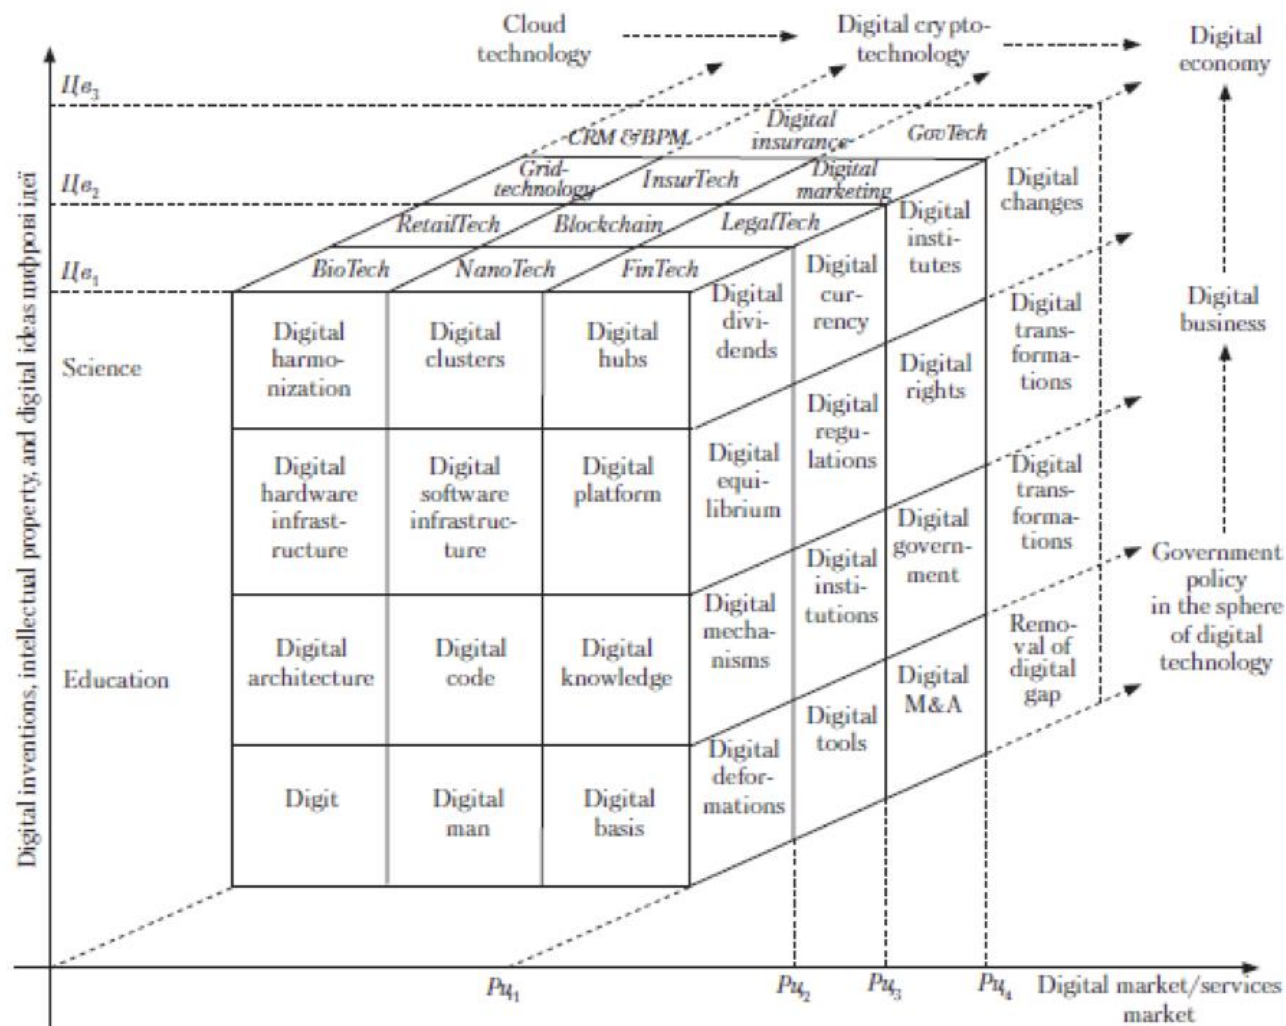 Cloud
technology
Digital crypto-
technology
Digital
economy
Digital inventions, intellectual property, and digital ideas цифрові ідеї
Цв3
Цв2
Цв1
CRM &BPM
Digital
insurance
GovTech
Grid-
technology
InsurTech
Digital
marketing
RetailTech
Blockchain
LegalTech
BioTech
NanoTech
FinTech
Science
Education
Digital
harmo-
nization
Digital
clusters
Digital
hubs
Digital
hardware
infrast-
ructure
Digital
software
infrastruc-
ture
Digital
platform
Digital
architecture
Digital
code
Digital
knowledge
Digit
Digital
man
Digital
basis
Digital
divi-
dends
Digital
cur-
rency
Digital
insti-
tutes
Digital
changes
Digital
equi-
librium
Digital
regu-
lations
Digital
rights
Digital
trans-
forma-
tions
Digital
mecha-
nisms
Digital
insti-
tutions
Digital
govern-
ment
Digital
trans-
forma-
tions
Digital
defor-
mations
Digital
tools
Digital
M&A
Remo-
val of
digital
gap
Digital
business
Government
policy
in the sphere
of digital
technology
Рц1
Рц2
Рц3
Рц4
Digital market/services
market